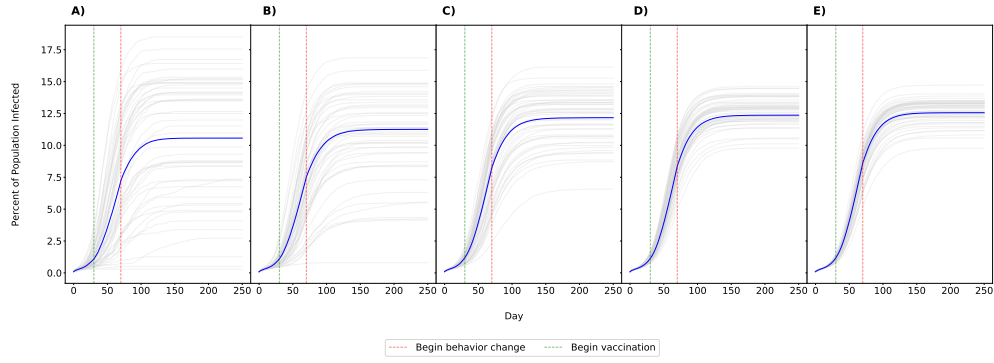 A) B) C) D) E)
Percent of Population Infected
17.5
15.0
12.5
10.0
7.5
5.0
2.5
0.0
0 50 100 150 200 250 0 50 100 150 200 250 0 50 100 150 200 250 0 50 100 150 200 250 0 50 100 150 200 250
Day
Begin behavior change Begin vaccination